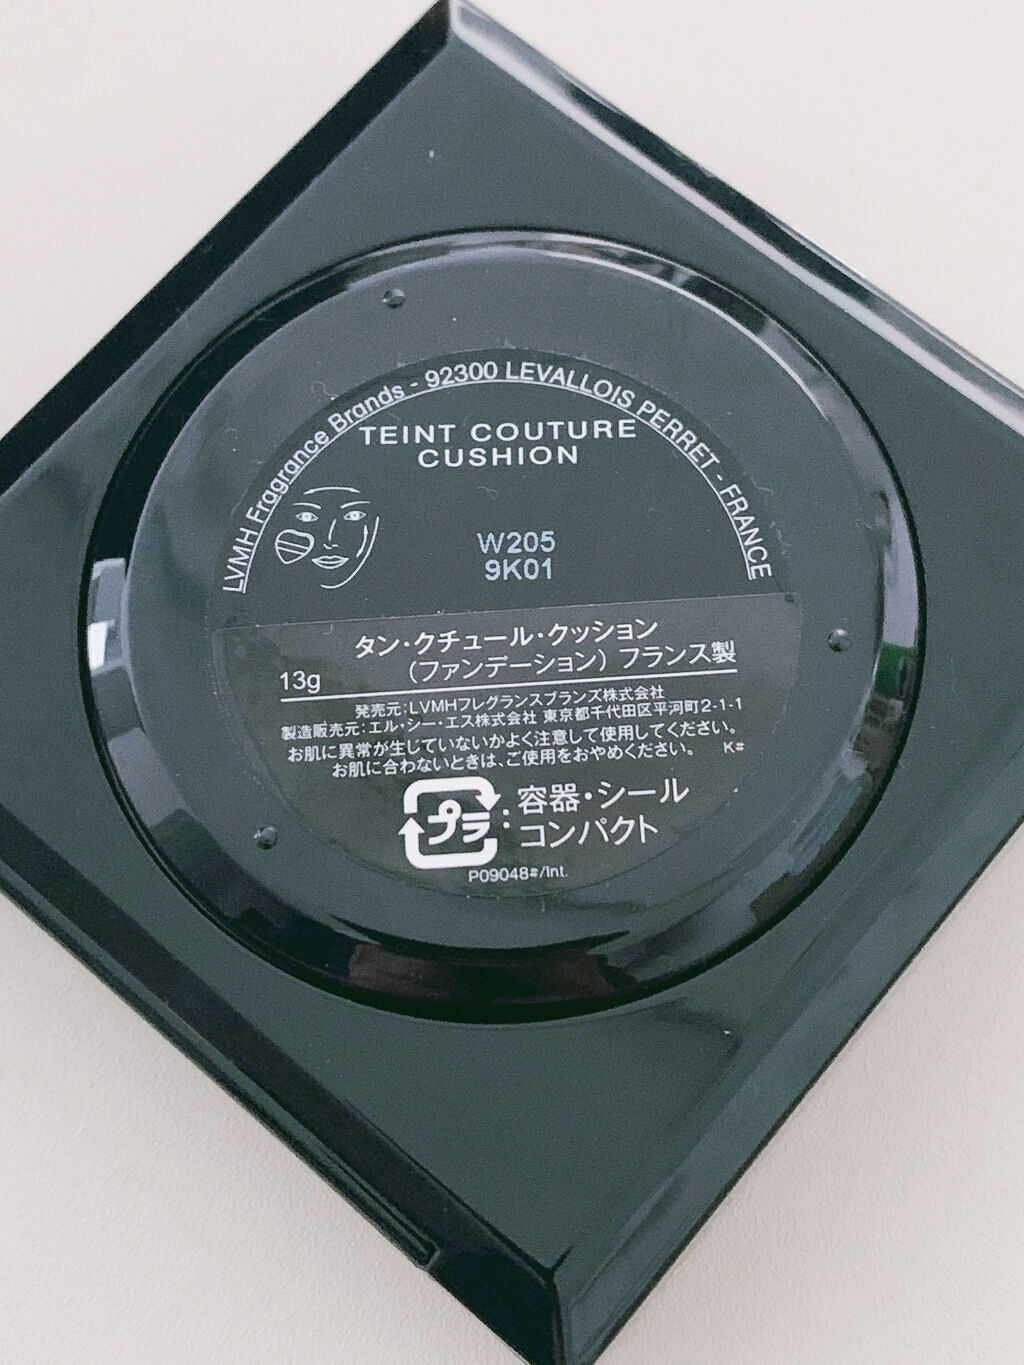 LVMH Fragrance Brands - 92300 LEVALLOIS PERRET - FRANCE
TEINT COUTURE
CUSHION
W205
9K01
タン・クチュール・クッション
（ファンデーション）フランス製
13g
発売元:LVMHフレグランスブランズ株式会社
製造販売元:エル・シー・エス株式会社 東京都千代田区平河町2-1-1
お肌に異常が生じていないかよく注意して使用してください。
お肌に合わないときは、ご使用をおやめください。 K#
プラ:容器・シール
コンパクト
P09048#/Int.